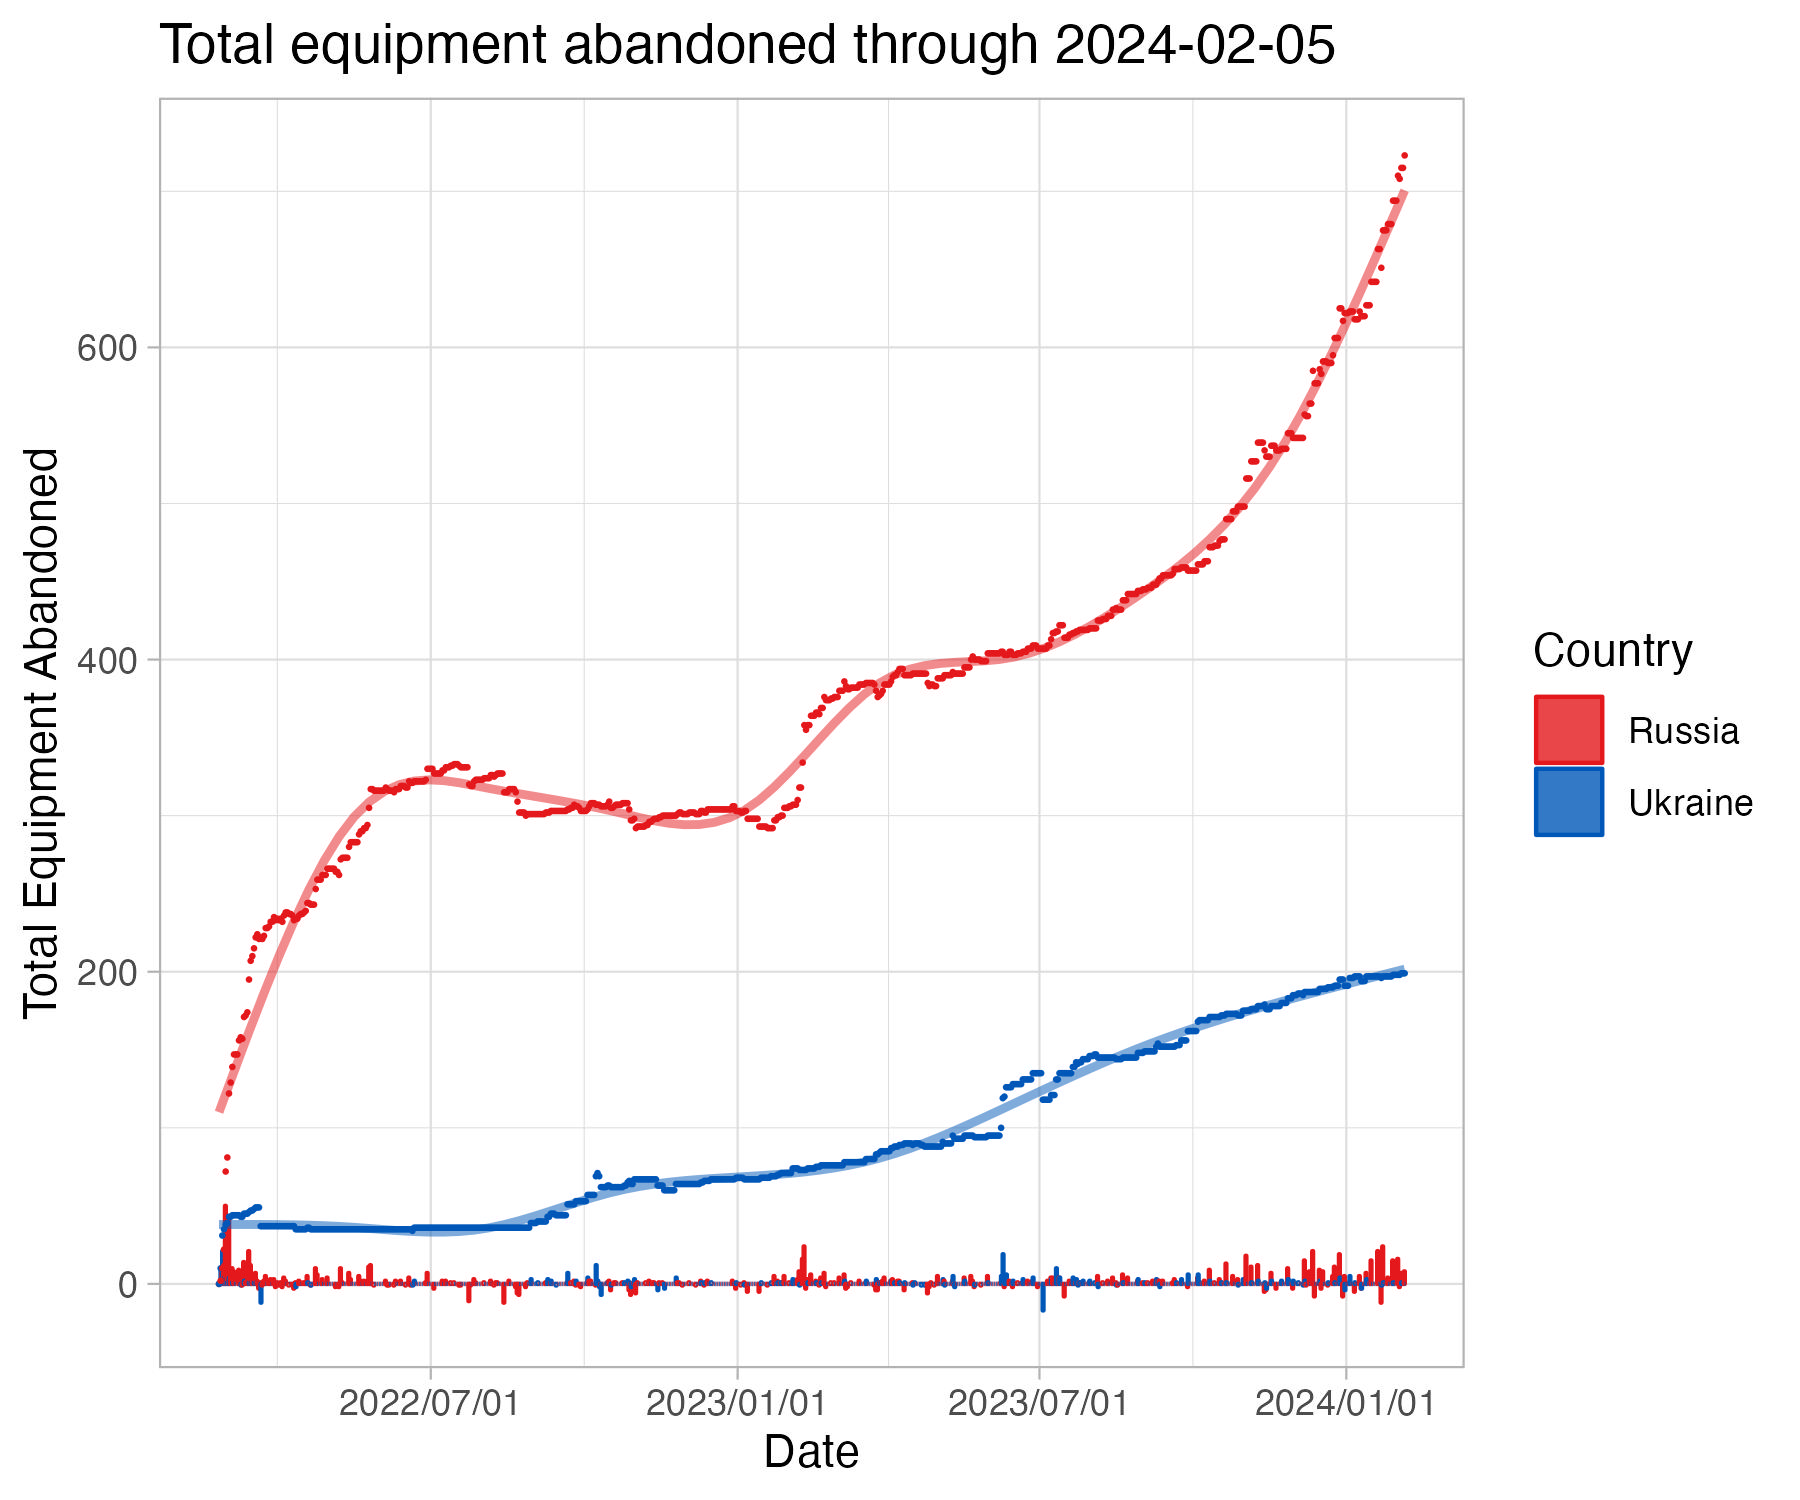 Total equipment abandoned through 2024-02-05
Total Equipment Abandoned
600
400
200
0
2022/07/01
2023/01/01
2023/07/01
2024/01/01
Date
Country
Russia
Ukraine